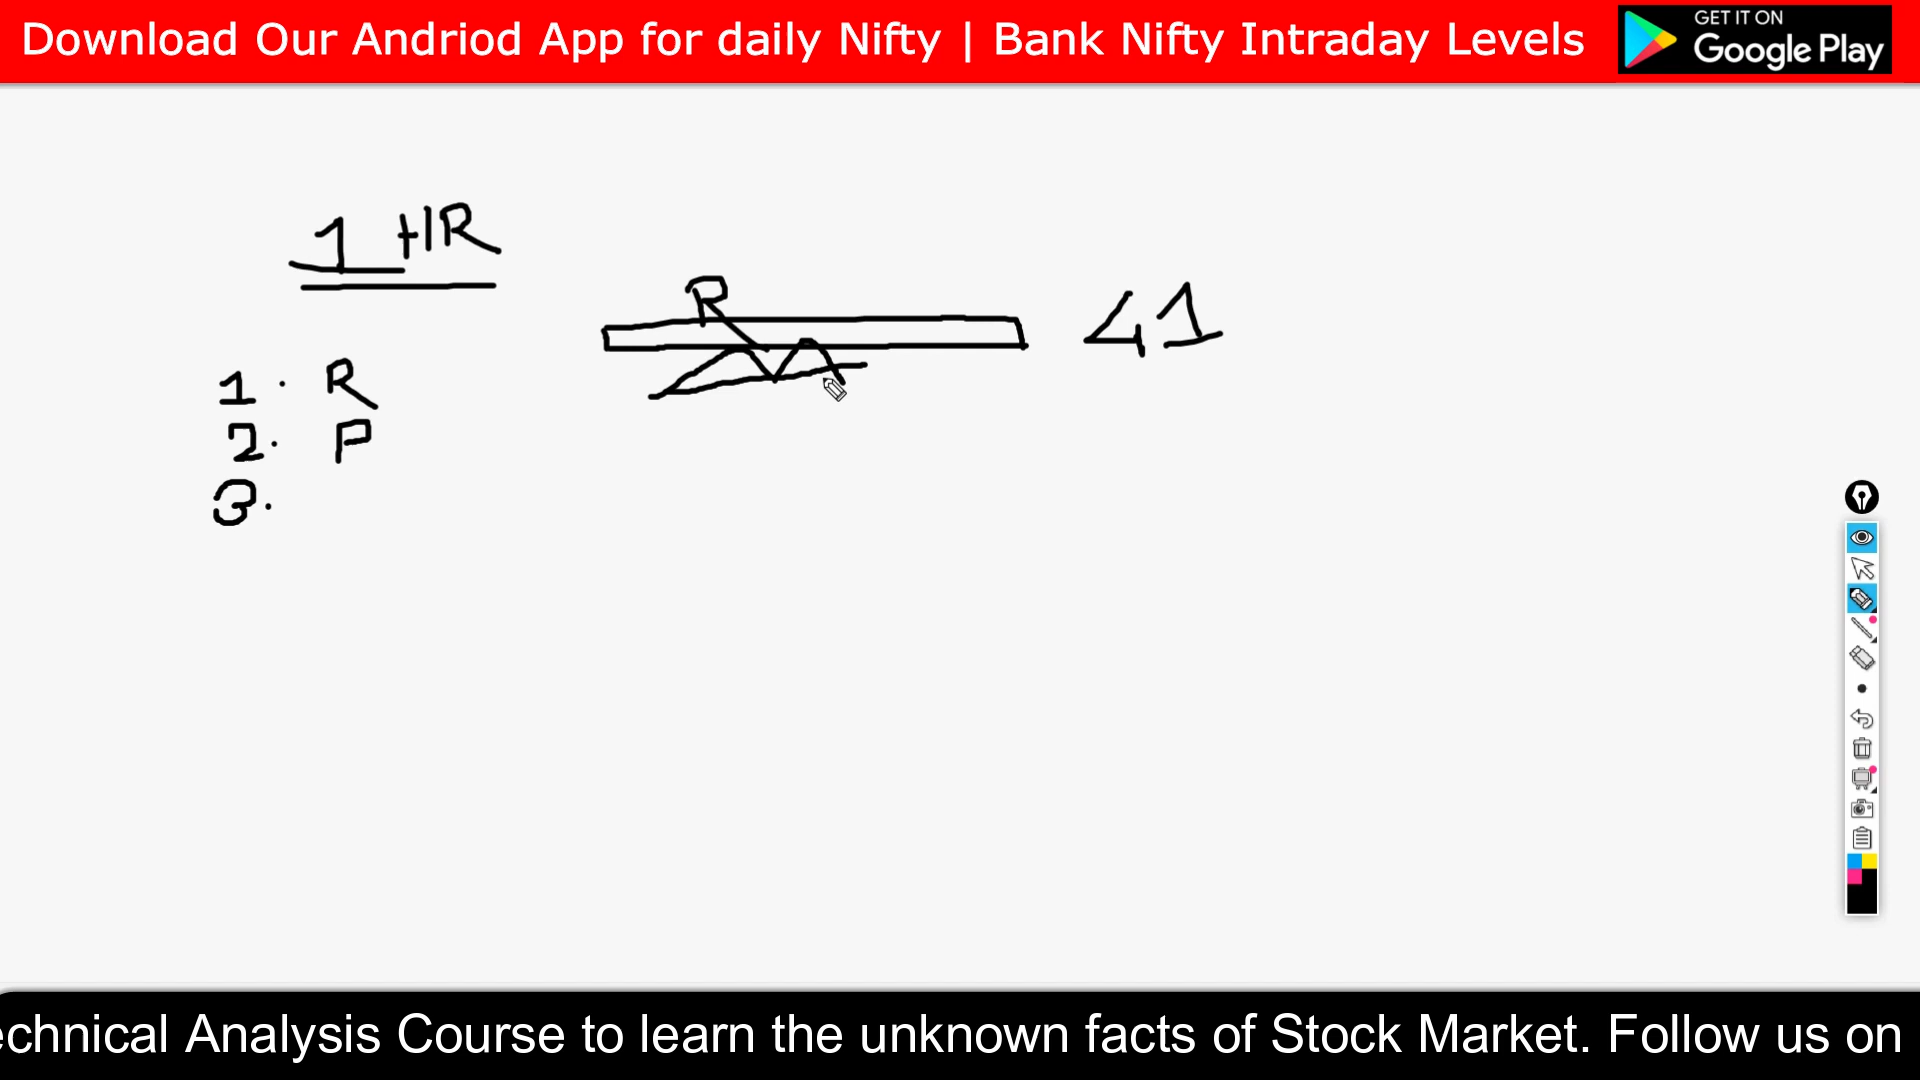 Download Our Andriod App for daily Nifty | Bank Nifty Intraday Levels
GET IT ON
Google Play
1 HR
R
41
1. R
2. P
3.
echnical Analysis Course to learn the unknown facts of Stock Market. Follow us on